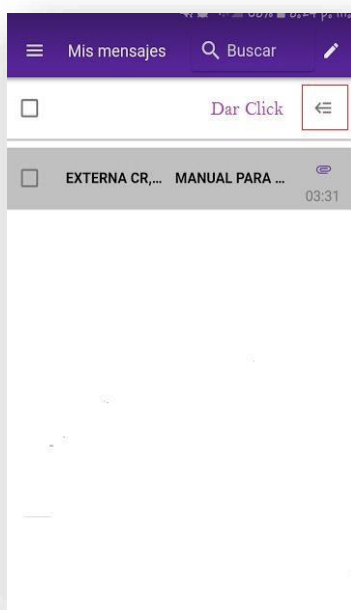 Mis mensajes Buscar
Dar Click
EXTERNA CR,... MANUAL PARA ...
03:31